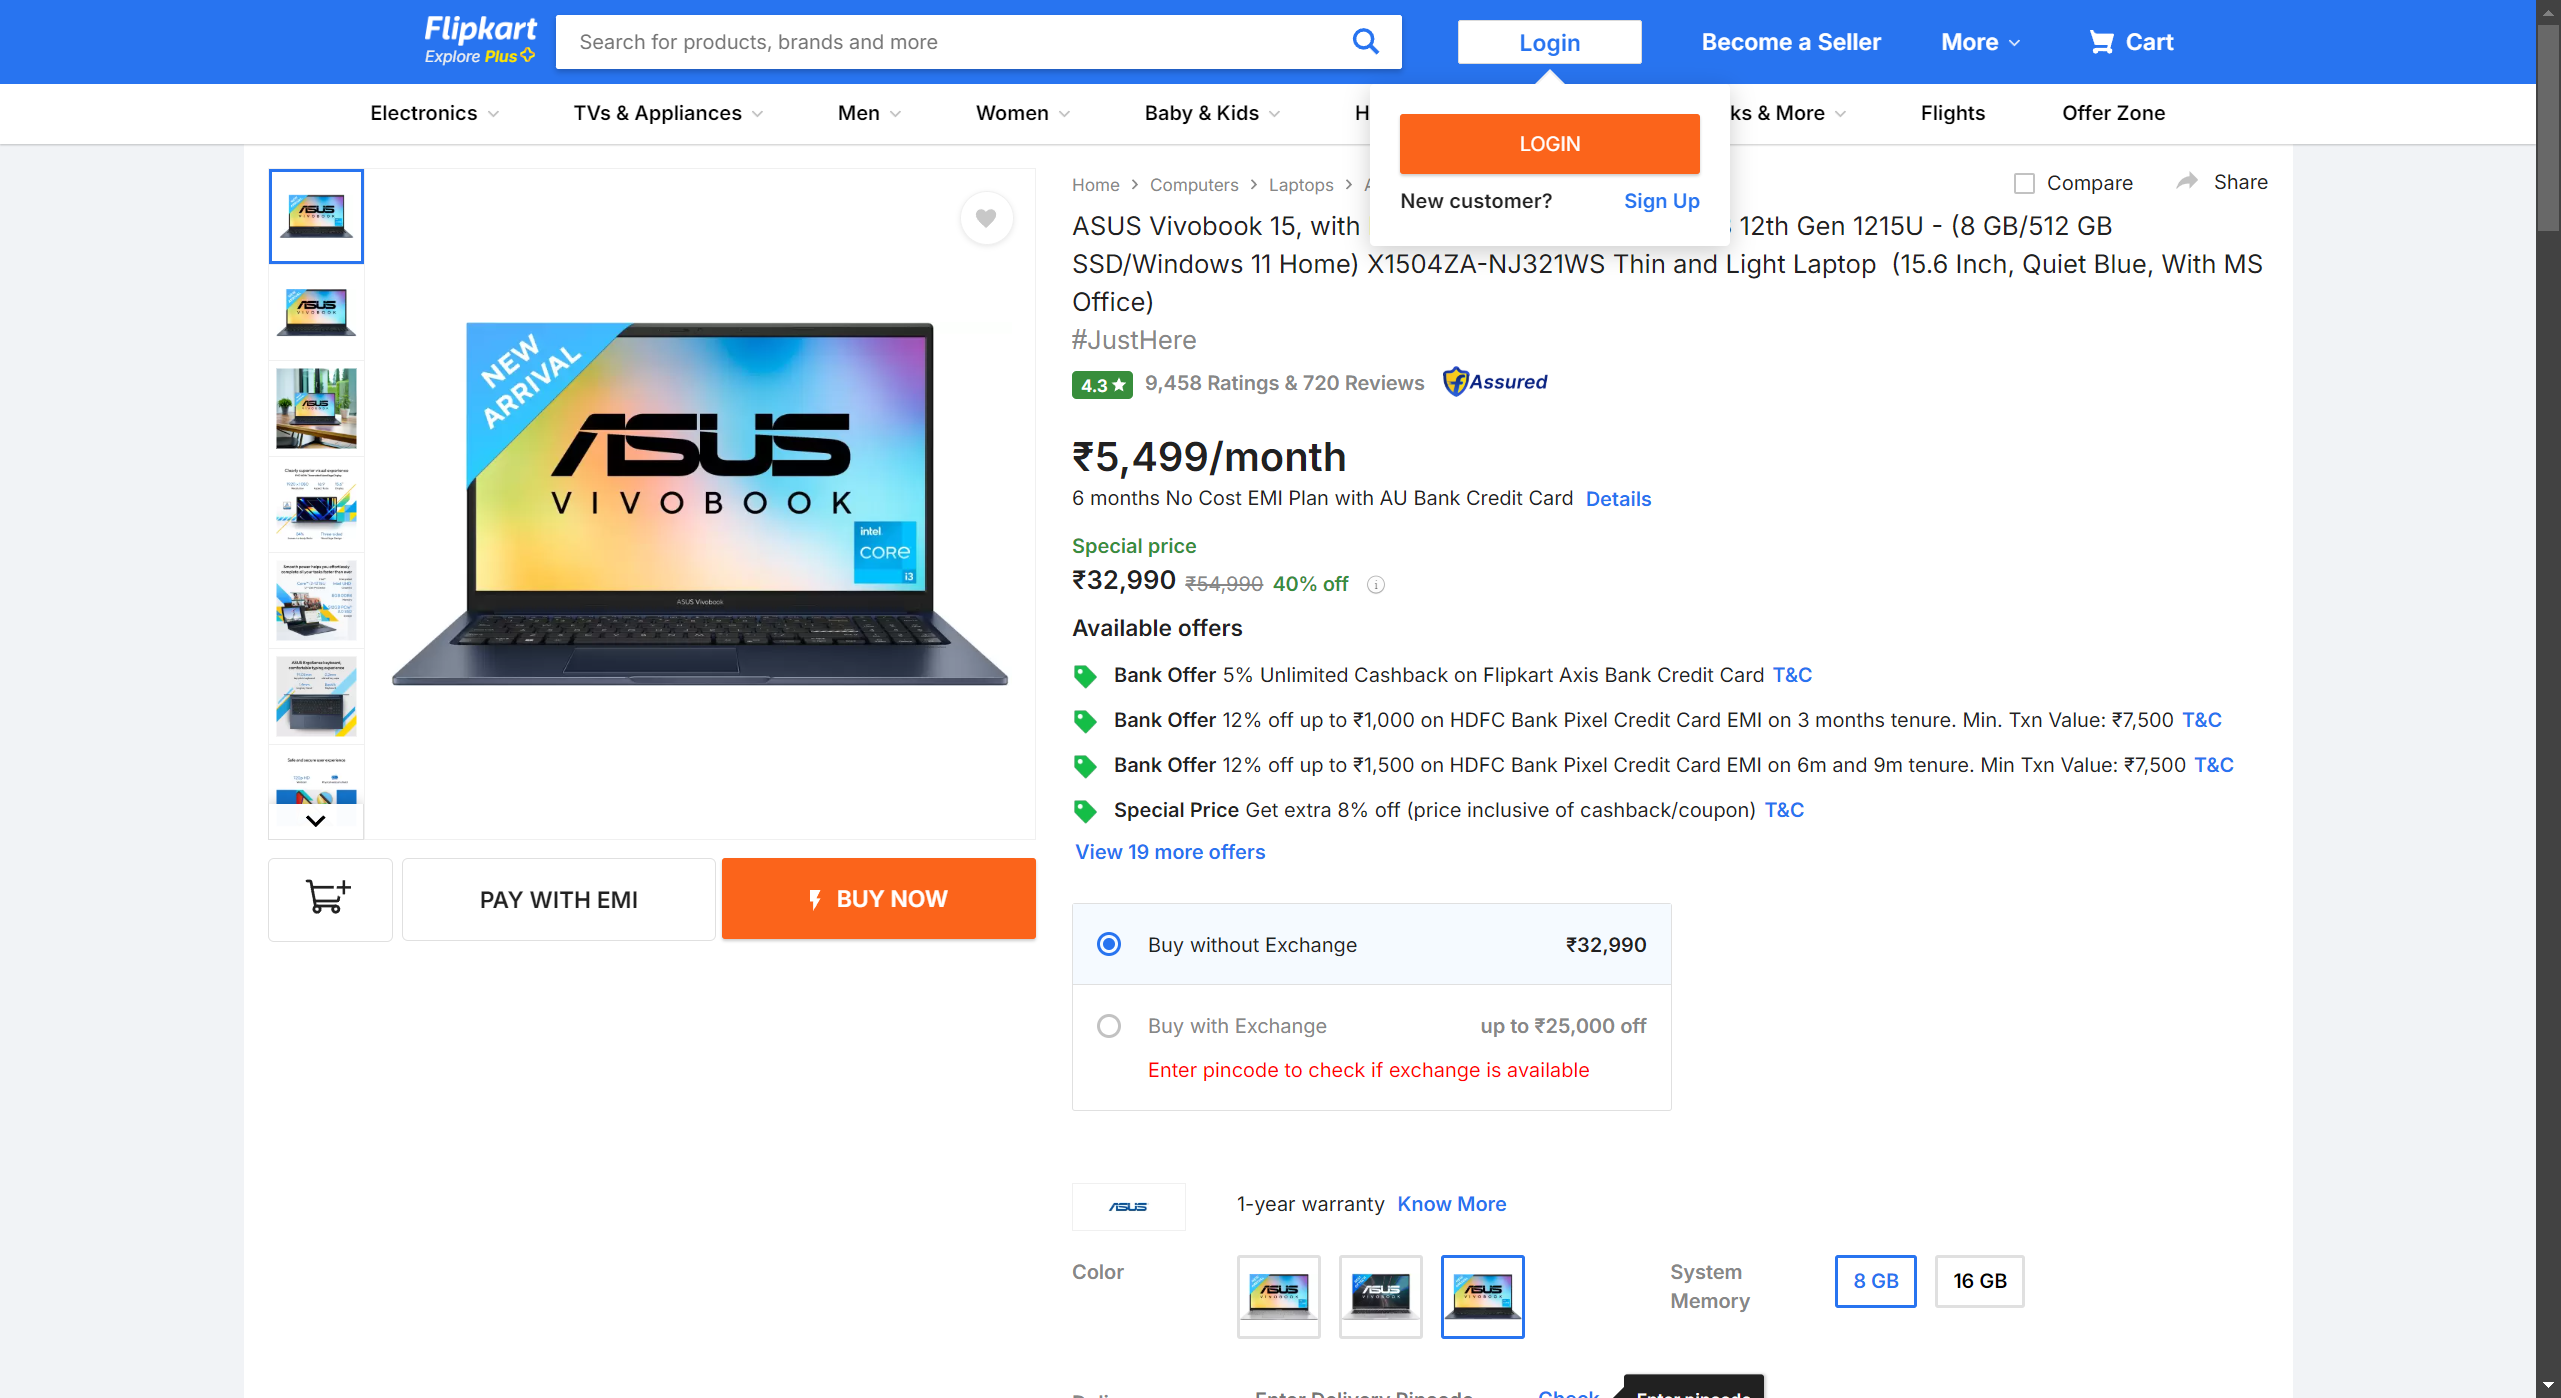 Flipkart
Explore Plus
Search for products, brands and more
Login
Become a Seller
More
Cart
Electronics
TVs & Appliances
Men
Women
Baby & Kids
H
ks & More
Flights
Offer Zone
LOGIN
New customer?
Sign Up
Home
Computers
Laptops
Compare
Share
ASUS Vivobook 15, with 12th Gen 1215U - (8 GB/512 GB
SSD/Windows 11 Home) X1504ZA-NJ321WS Thin and Light Laptop (15.6 Inch, Quiet Blue, With MS
Office)
#JustHere
4.3 ★
9,458 Ratings & 720 Reviews
Assured
NEW
ARRIVAL
ASUS
VIVOBOOK
intel
CORE
i3
ASUS Vivobook
₹5,499/month
6 months No Cost EMI Plan with AU Bank Credit Card Details
Special price
₹32,990 ₹54,990 40% off
Available offers
Bank Offer 5% Unlimited Cashback on Flipkart Axis Bank Credit Card T&C
Bank Offer 12% off up to ₹1,000 on HDFC Bank Pixel Credit Card EMI on 3 months tenure. Min. Txn Value: ₹7,500 T&C
Bank Offer 12% off up to ₹1,500 on HDFC Bank Pixel Credit Card EMI on 6m and 9m tenure. Min Txn Value: ₹7,500 T&C
Special Price Get extra 8% off (price inclusive of cashback/coupon) T&C
View 19 more offers
PAY WITH EMI
BUY NOW
Buy without Exchange
₹32,990
Buy with Exchange
up to ₹25,000 off
Enter pincode to check if exchange is available
ASUS
1-year warranty Know More
Color
System
Memory
8 GB
16 GB
Enter Delivery Pincode
Check
Enter pincode